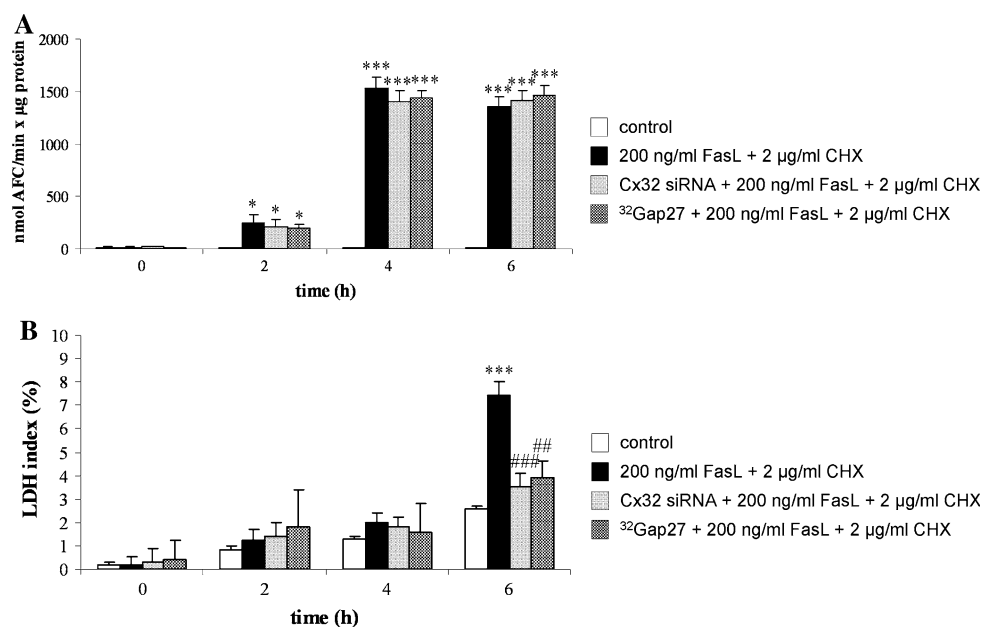 A
nmol AFC/min x µg protein
2000
1500
1000
500
0
* * *
*** *** ***
*** *** ***
0 2 4 6
time (h)
control
200 ng/ml FasL + 2 µg/ml CHX
Cx32 siRNA + 200 ng/ml FasL + 2 µg/ml CHX
³²Gap27 + 200 ng/ml FasL + 2 µg/ml CHX
B
LDH index (%)
10
9
8
7
6
5
4
3
2
1
0
***
### ##
0 2 4 6
time (h)
control
200 ng/ml FasL + 2 µg/ml CHX
Cx32 siRNA + 200 ng/ml FasL + 2 µg/ml CHX
³²Gap27 + 200 ng/ml FasL + 2 µg/ml CHX